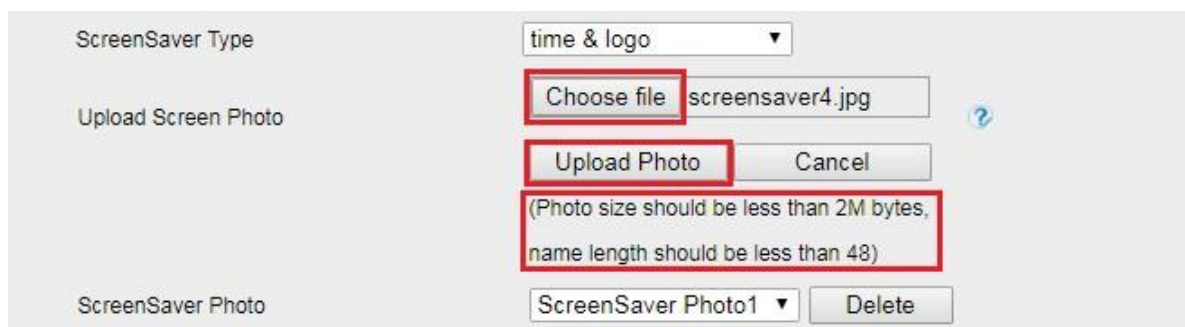 ScreenSaver Type time & logo
Choose file screensaver4.jpg
Upload Screen Photo
Upload Photo Cancel
(Photo size should be less than 2M bytes,
name length should be less than 48)
ScreenSaver Photo ScreenSaver Photo1 Delete